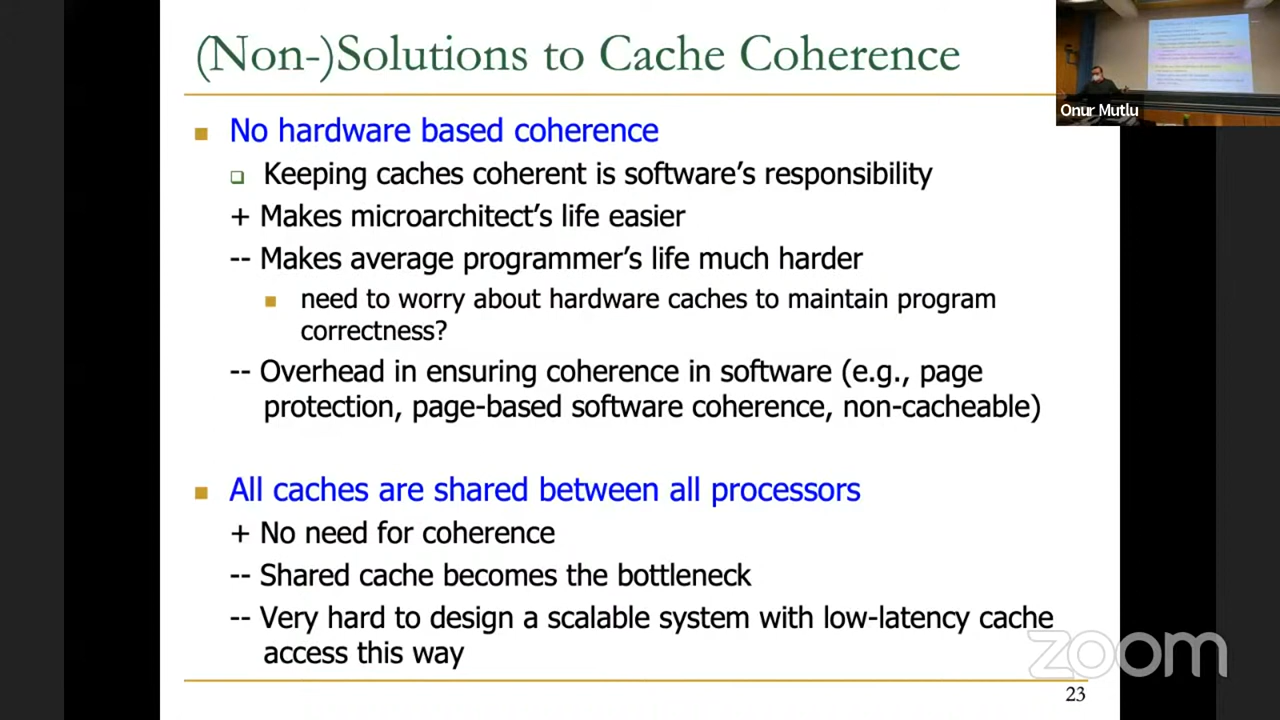 (Non-)Solutions to Cache Coherence
Onur Mutlu
No hardware based coherence
Keeping caches coherent is software’s responsibility
+ Makes microarchitect’s life easier
-- Makes average programmer’s life much harder
need to worry about hardware caches to maintain program
correctness?
-- Overhead in ensuring coherence in software (e.g., page
protection, page-based software coherence, non-cacheable)
All caches are shared between all processors
+ No need for coherence
-- Shared cache becomes the bottleneck
-- Very hard to design a scalable system with low-latency cache
access this way
zoom
23